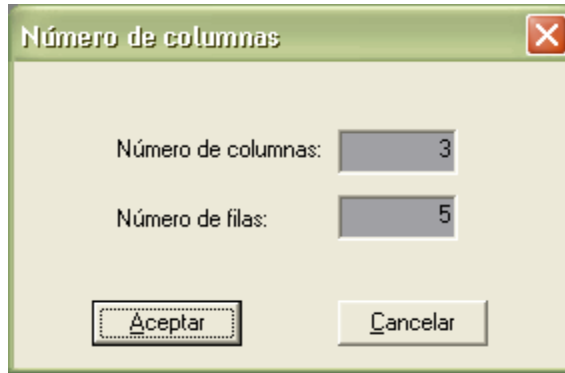 Número de columnas
Número de columnas: 3
Número de filas: 5
Aceptar Cancelar